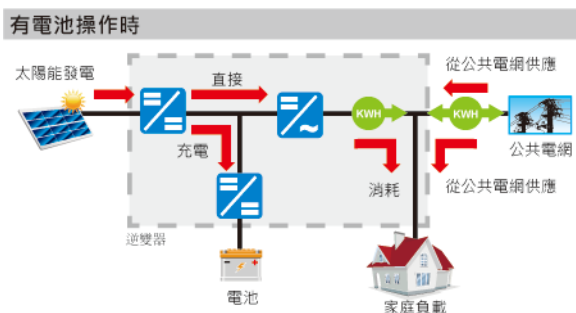 有電池操作時
太陽能發電
直接
從公共電網供應
KWH
KWH
公共電網
充電
消耗
從公共電網供應
逆變器
電池
家庭負載